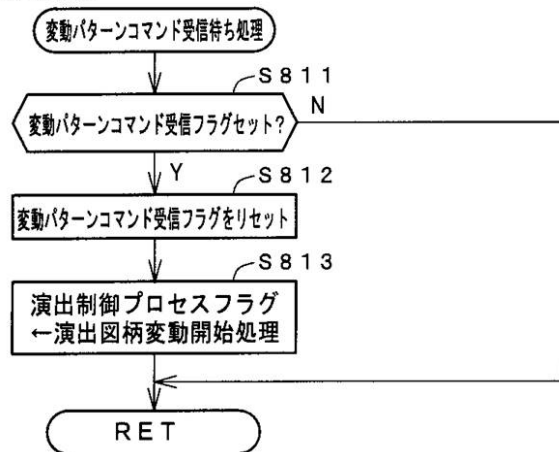 変動パターンコマンド受信待ち処理
S811
変動パターンコマンド受信フラグセット?
N
Y
S812
変動パターンコマンド受信フラグをリセット
S813
演出制御プロセスフラグ
←演出図柄変動開始処理
RET